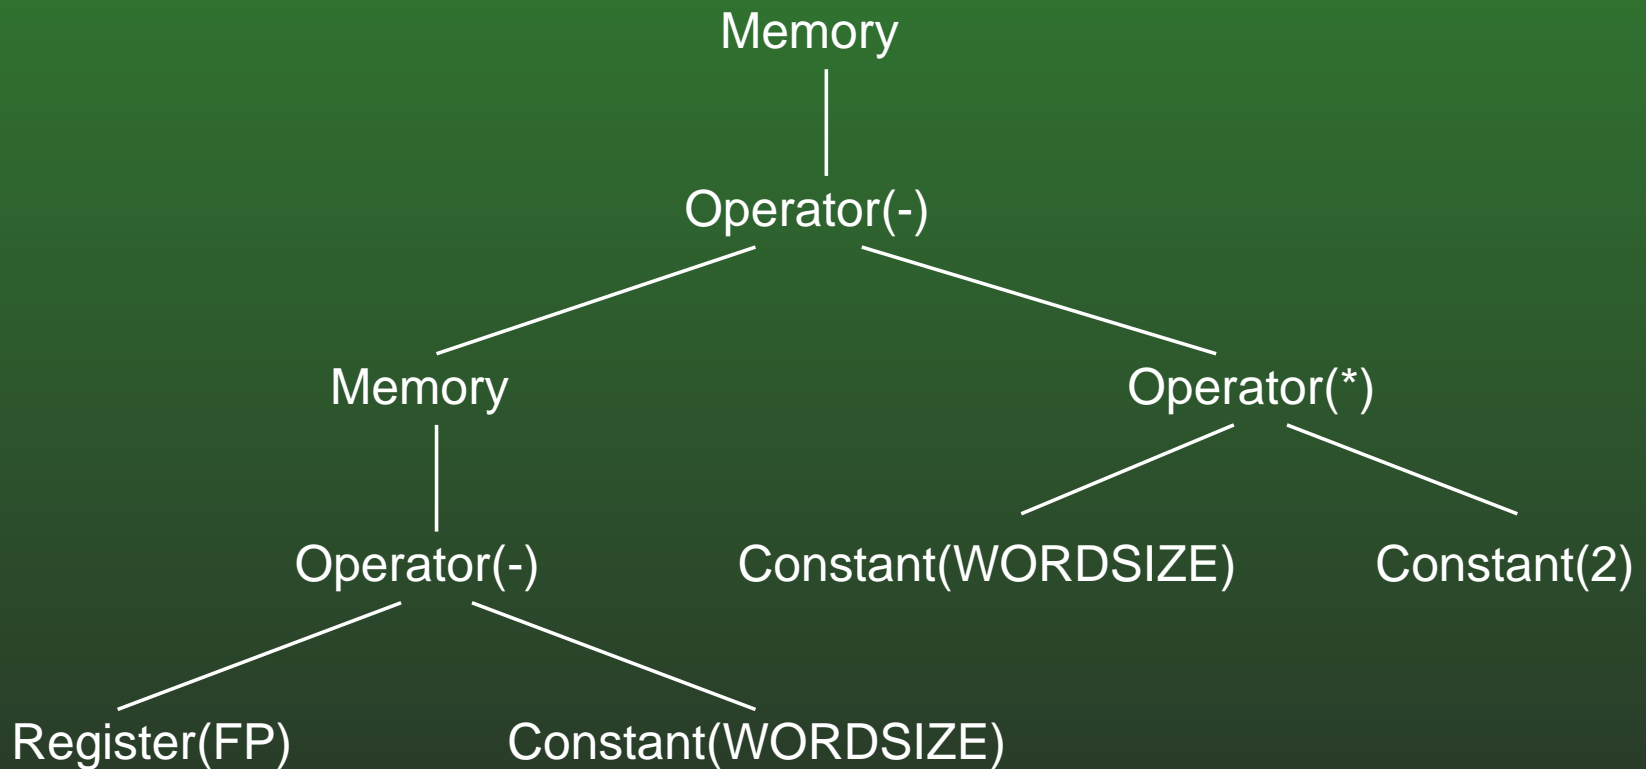 Memory
Operator(-)
Memory
Operator(*)
Operator(-)
Constant(WORDSIZE)
Constant(2)
Register(FP)
Constant(WORDSIZE)